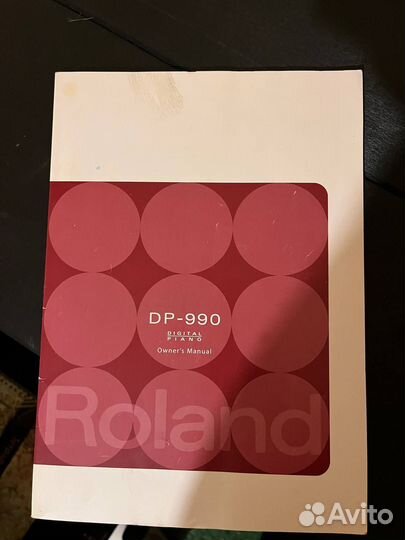 DP-990
DIGITAL
PIANO
Owner's Manual
Roland
Avito